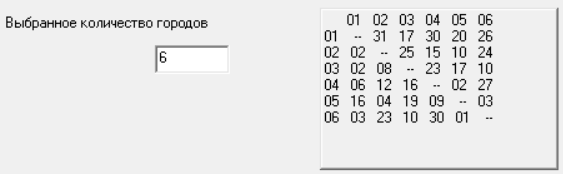 Выбранное количество городов
6
01 02 03 04 05 06
01 -- 31 17 30 20 26
02 02 -- 25 15 10 24
03 02 08 -- 23 17 10
04 06 12 16 -- 02 27
05 16 04 19 09 -- 03
06 03 23 10 30 01 --